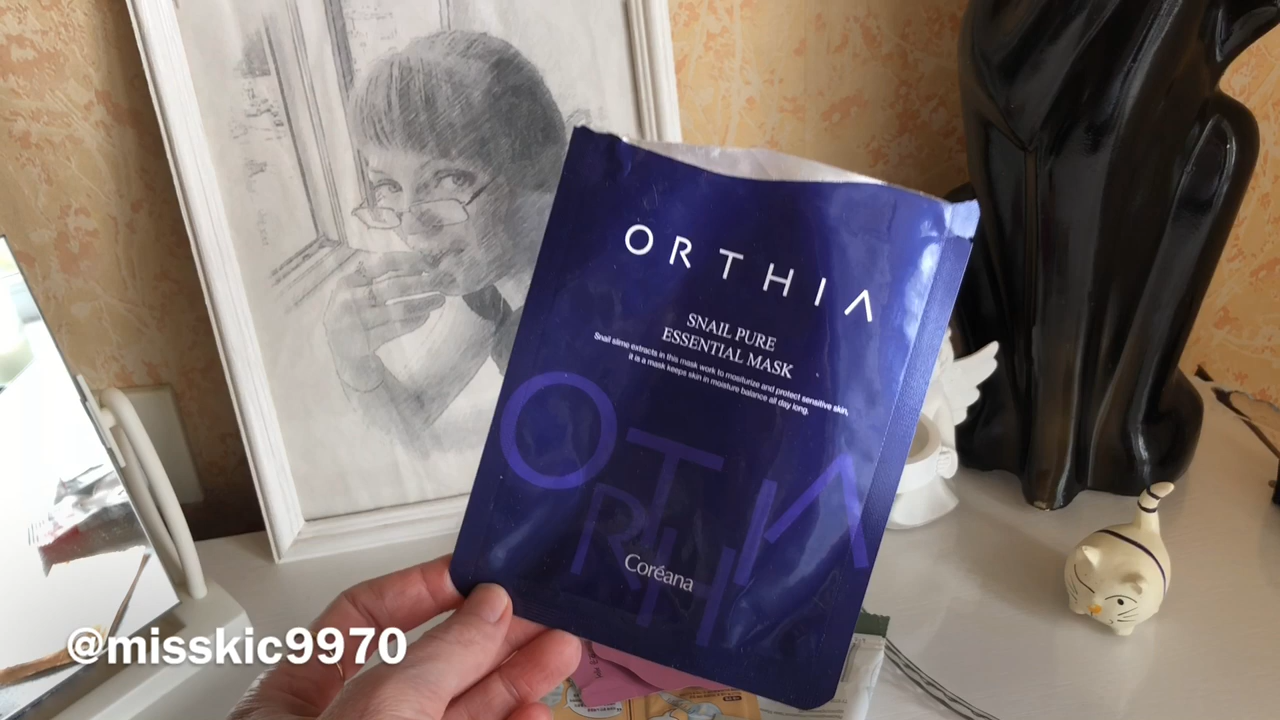 ORTHIA
SNAIL PURE
ESSENTIAL MASK
Snail slime extracts in this mask work to moisturize and protect sensitive skin,
it is a mask keeps skin in moisture balance all day long.
ORTHIA
Coréana
@misskic9970